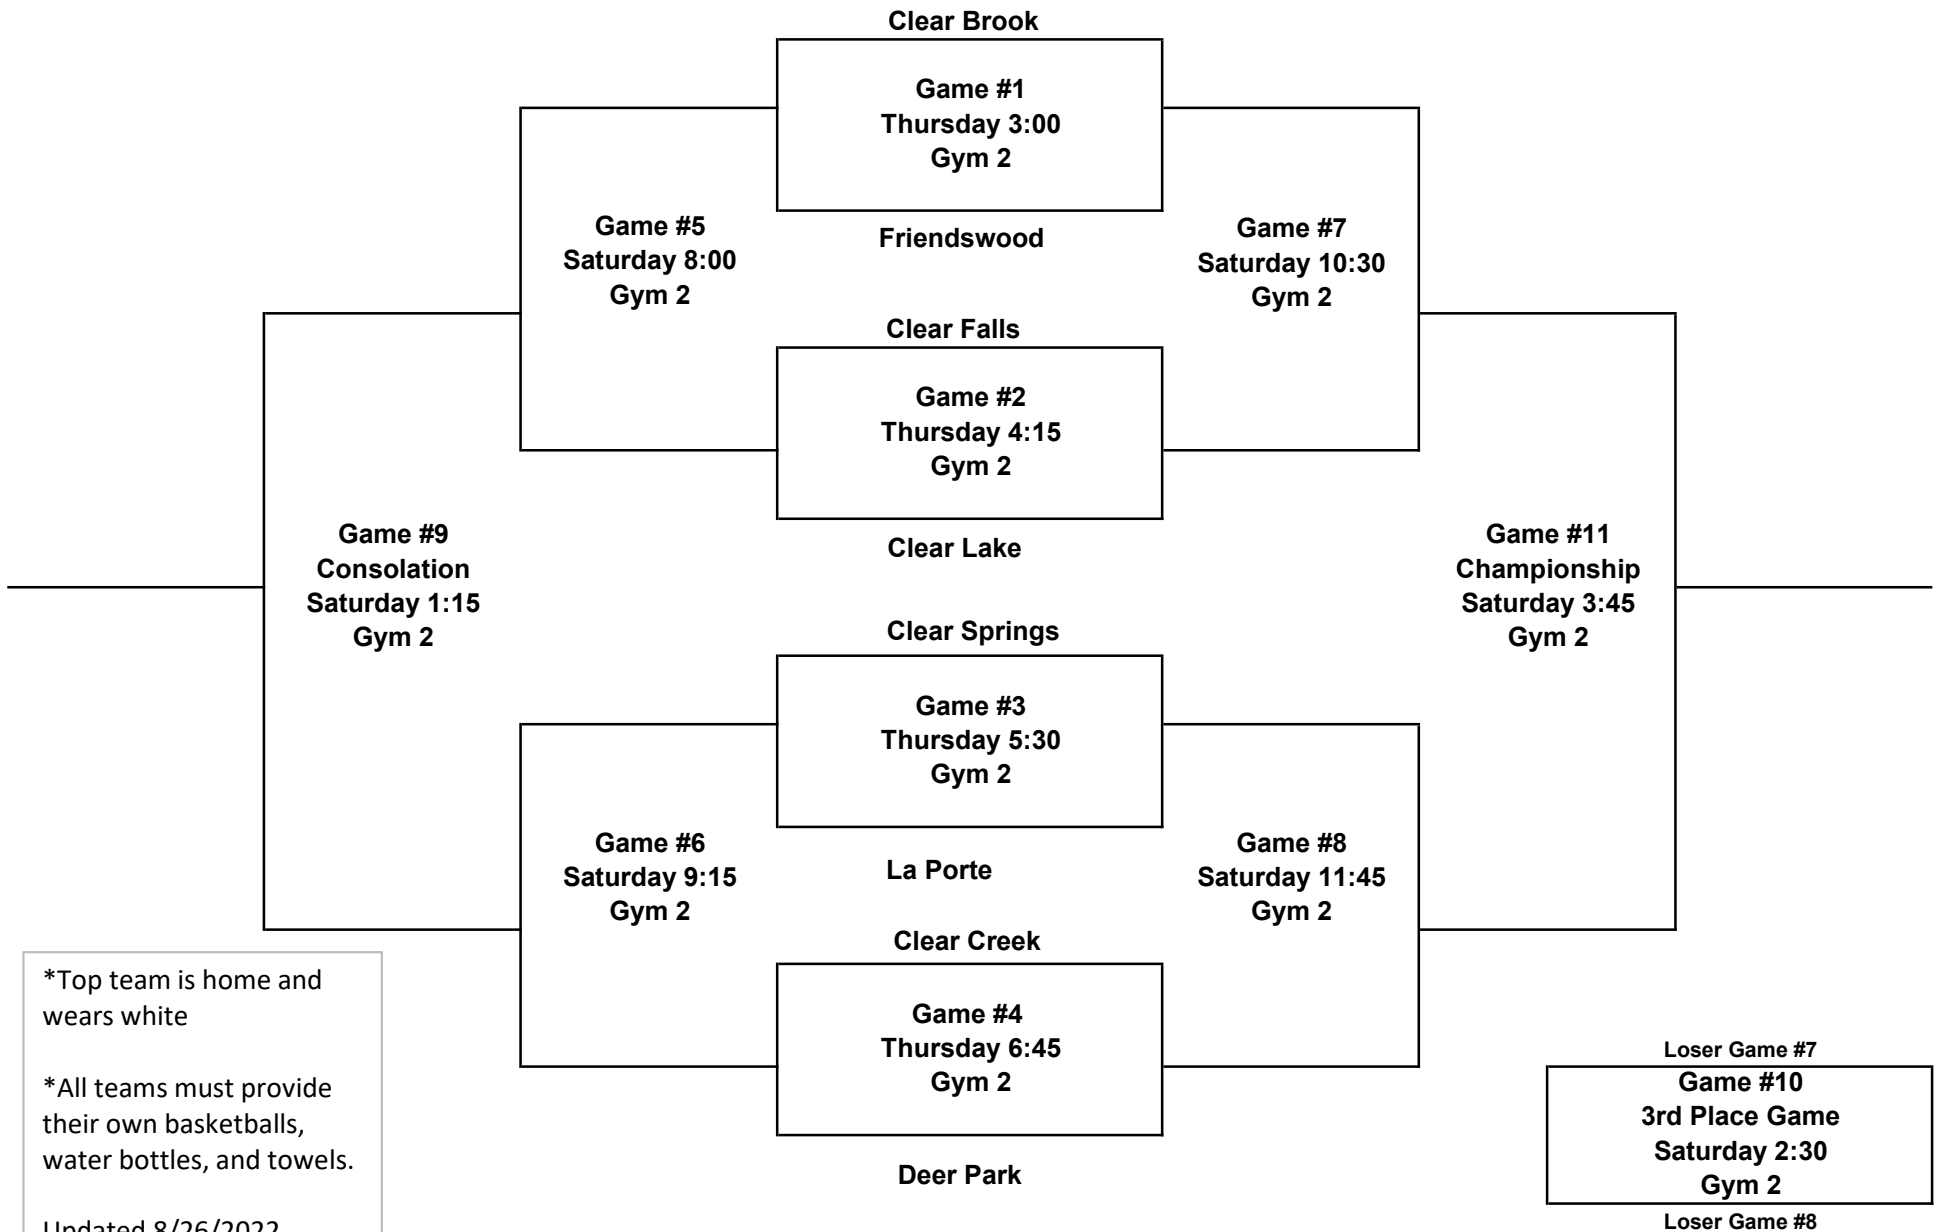 Clear Brook
Game #1
Thursday 3:00
Gym 2
Friendswood
Game #5
Saturday 8:00
Gym 2
Game #7
Saturday 10:30
Gym 2
Clear Falls
Game #2
Thursday 4:15
Gym 2
Clear Lake
Game #9
Consolation
Saturday 1:15
Gym 2
Game #11
Championship
Saturday 3:45
Gym 2
Clear Springs
Game #3
Thursday 5:30
Gym 2
La Porte
Game #6
Saturday 9:15
Gym 2
Game #8
Saturday 11:45
Gym 2
Clear Creek
Game #4
Thursday 6:45
Gym 2
Deer Park
*Top team is home and
wears white
*All teams must provide
their own basketballs,
water bottles, and towels.
Updated 8/26/2022
Loser Game #7
Game #10
3rd Place Game
Saturday 2:30
Gym 2
Loser Game #8